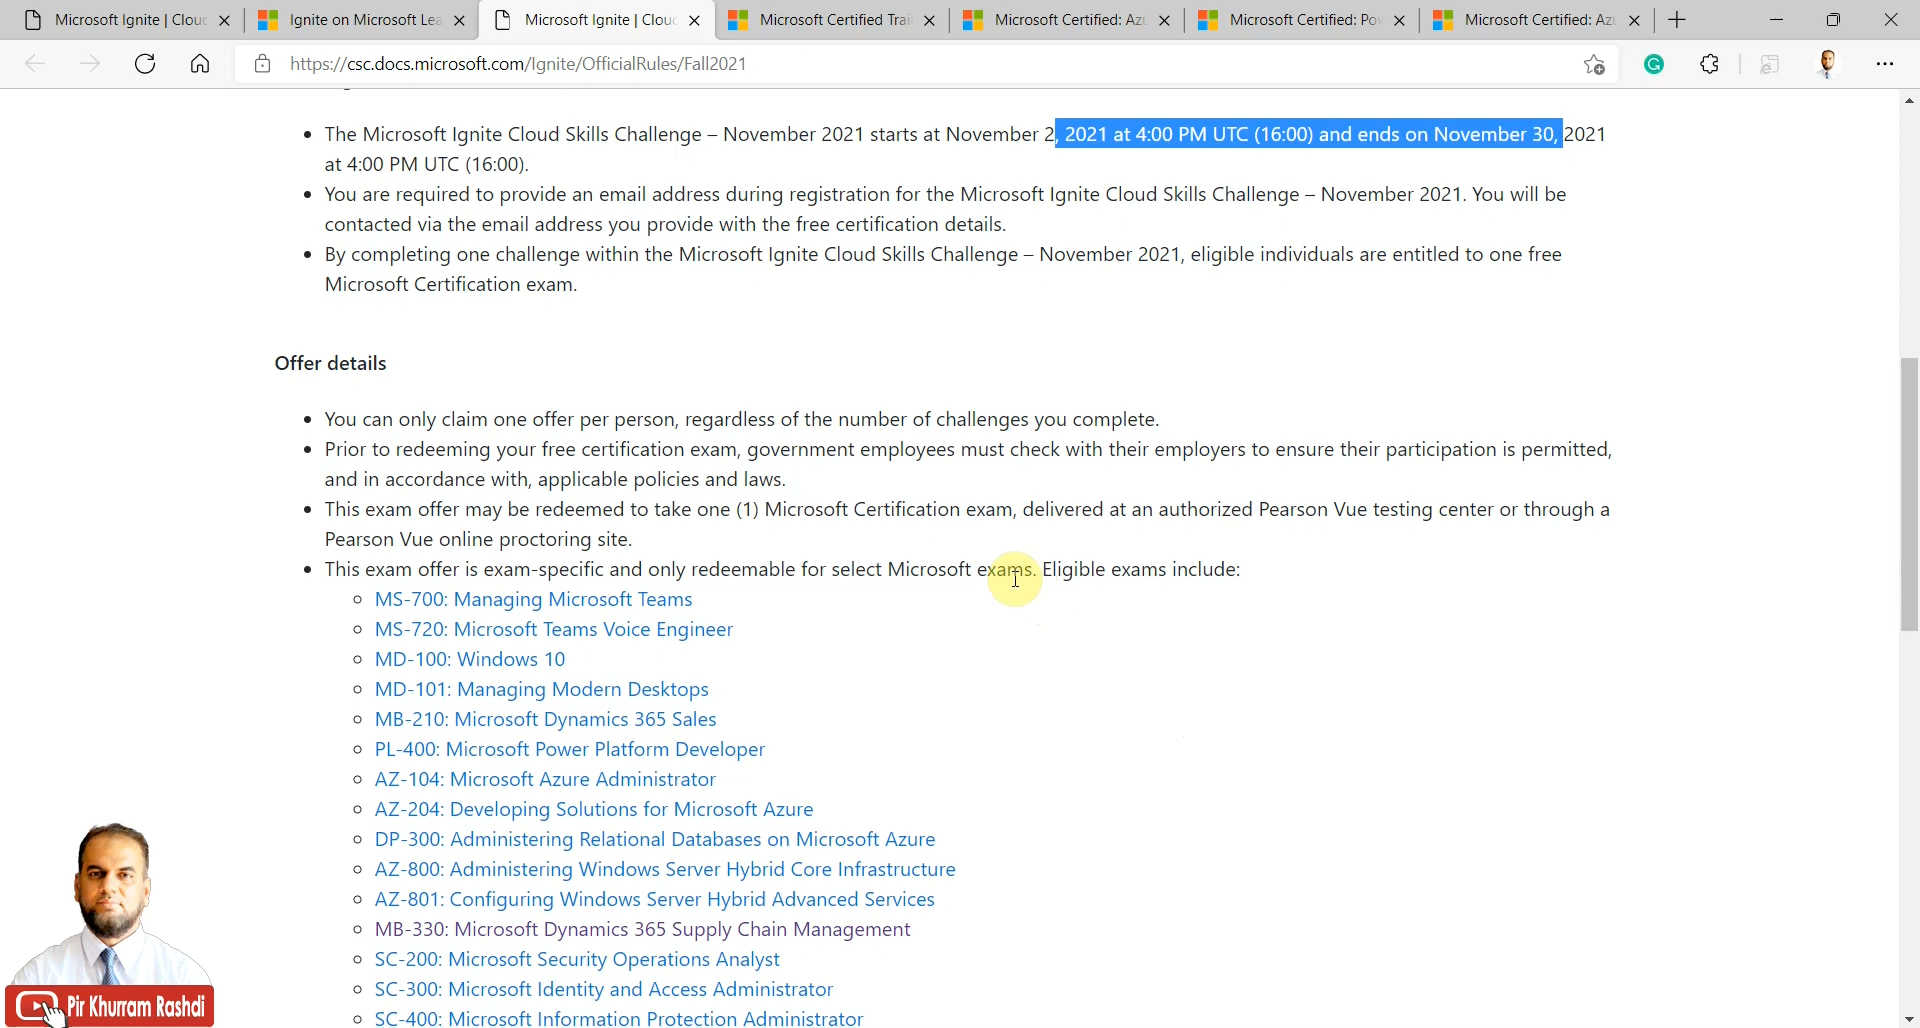 Microsoft Ignite | Clou
Ignite on Microsoft Lea
Microsoft Ignite | Clou
Microsoft Certified Trai
Microsoft Certified: Azu
Microsoft Certified: Pow
Microsoft Certified: Azu
https://csc.docs.microsoft.com/Ignite/OfficialRules/Fall2021
• The Microsoft Ignite Cloud Skills Challenge – November 2021 starts at November 2, 2021 at 4:00 PM UTC (16:00) and ends on November 30, 2021
at 4:00 PM UTC (16:00).
• You are required to provide an email address during registration for the Microsoft Ignite Cloud Skills Challenge – November 2021. You will be
contacted via the email address you provide with the free certification details.
• By completing one challenge within the Microsoft Ignite Cloud Skills Challenge – November 2021, eligible individuals are entitled to one free
Microsoft Certification exam.
Offer details
• You can only claim one offer per person, regardless of the number of challenges you complete.
• Prior to redeeming your free certification exam, government employees must check with their employers to ensure their participation is permitted,
and in accordance with, applicable policies and laws.
• This exam offer may be redeemed to take one (1) Microsoft Certification exam, delivered at an authorized Pearson Vue testing center or through a
Pearson Vue online proctoring site.
• This exam offer is exam-specific and only redeemable for select Microsoft exams. Eligible exams include:
MS-700: Managing Microsoft Teams
MS-720: Microsoft Teams Voice Engineer
MD-100: Windows 10
MD-101: Managing Modern Desktops
MB-210: Microsoft Dynamics 365 Sales
PL-400: Microsoft Power Platform Developer
AZ-104: Microsoft Azure Administrator
AZ-204: Developing Solutions for Microsoft Azure
DP-300: Administering Relational Databases on Microsoft Azure
AZ-800: Administering Windows Server Hybrid Core Infrastructure
AZ-801: Configuring Windows Server Hybrid Advanced Services
MB-330: Microsoft Dynamics 365 Supply Chain Management
SC-200: Microsoft Security Operations Analyst
SC-300: Microsoft Identity and Access Administrator
SC-400: Microsoft Information Protection Administrator
Pir Khurram Rashdi